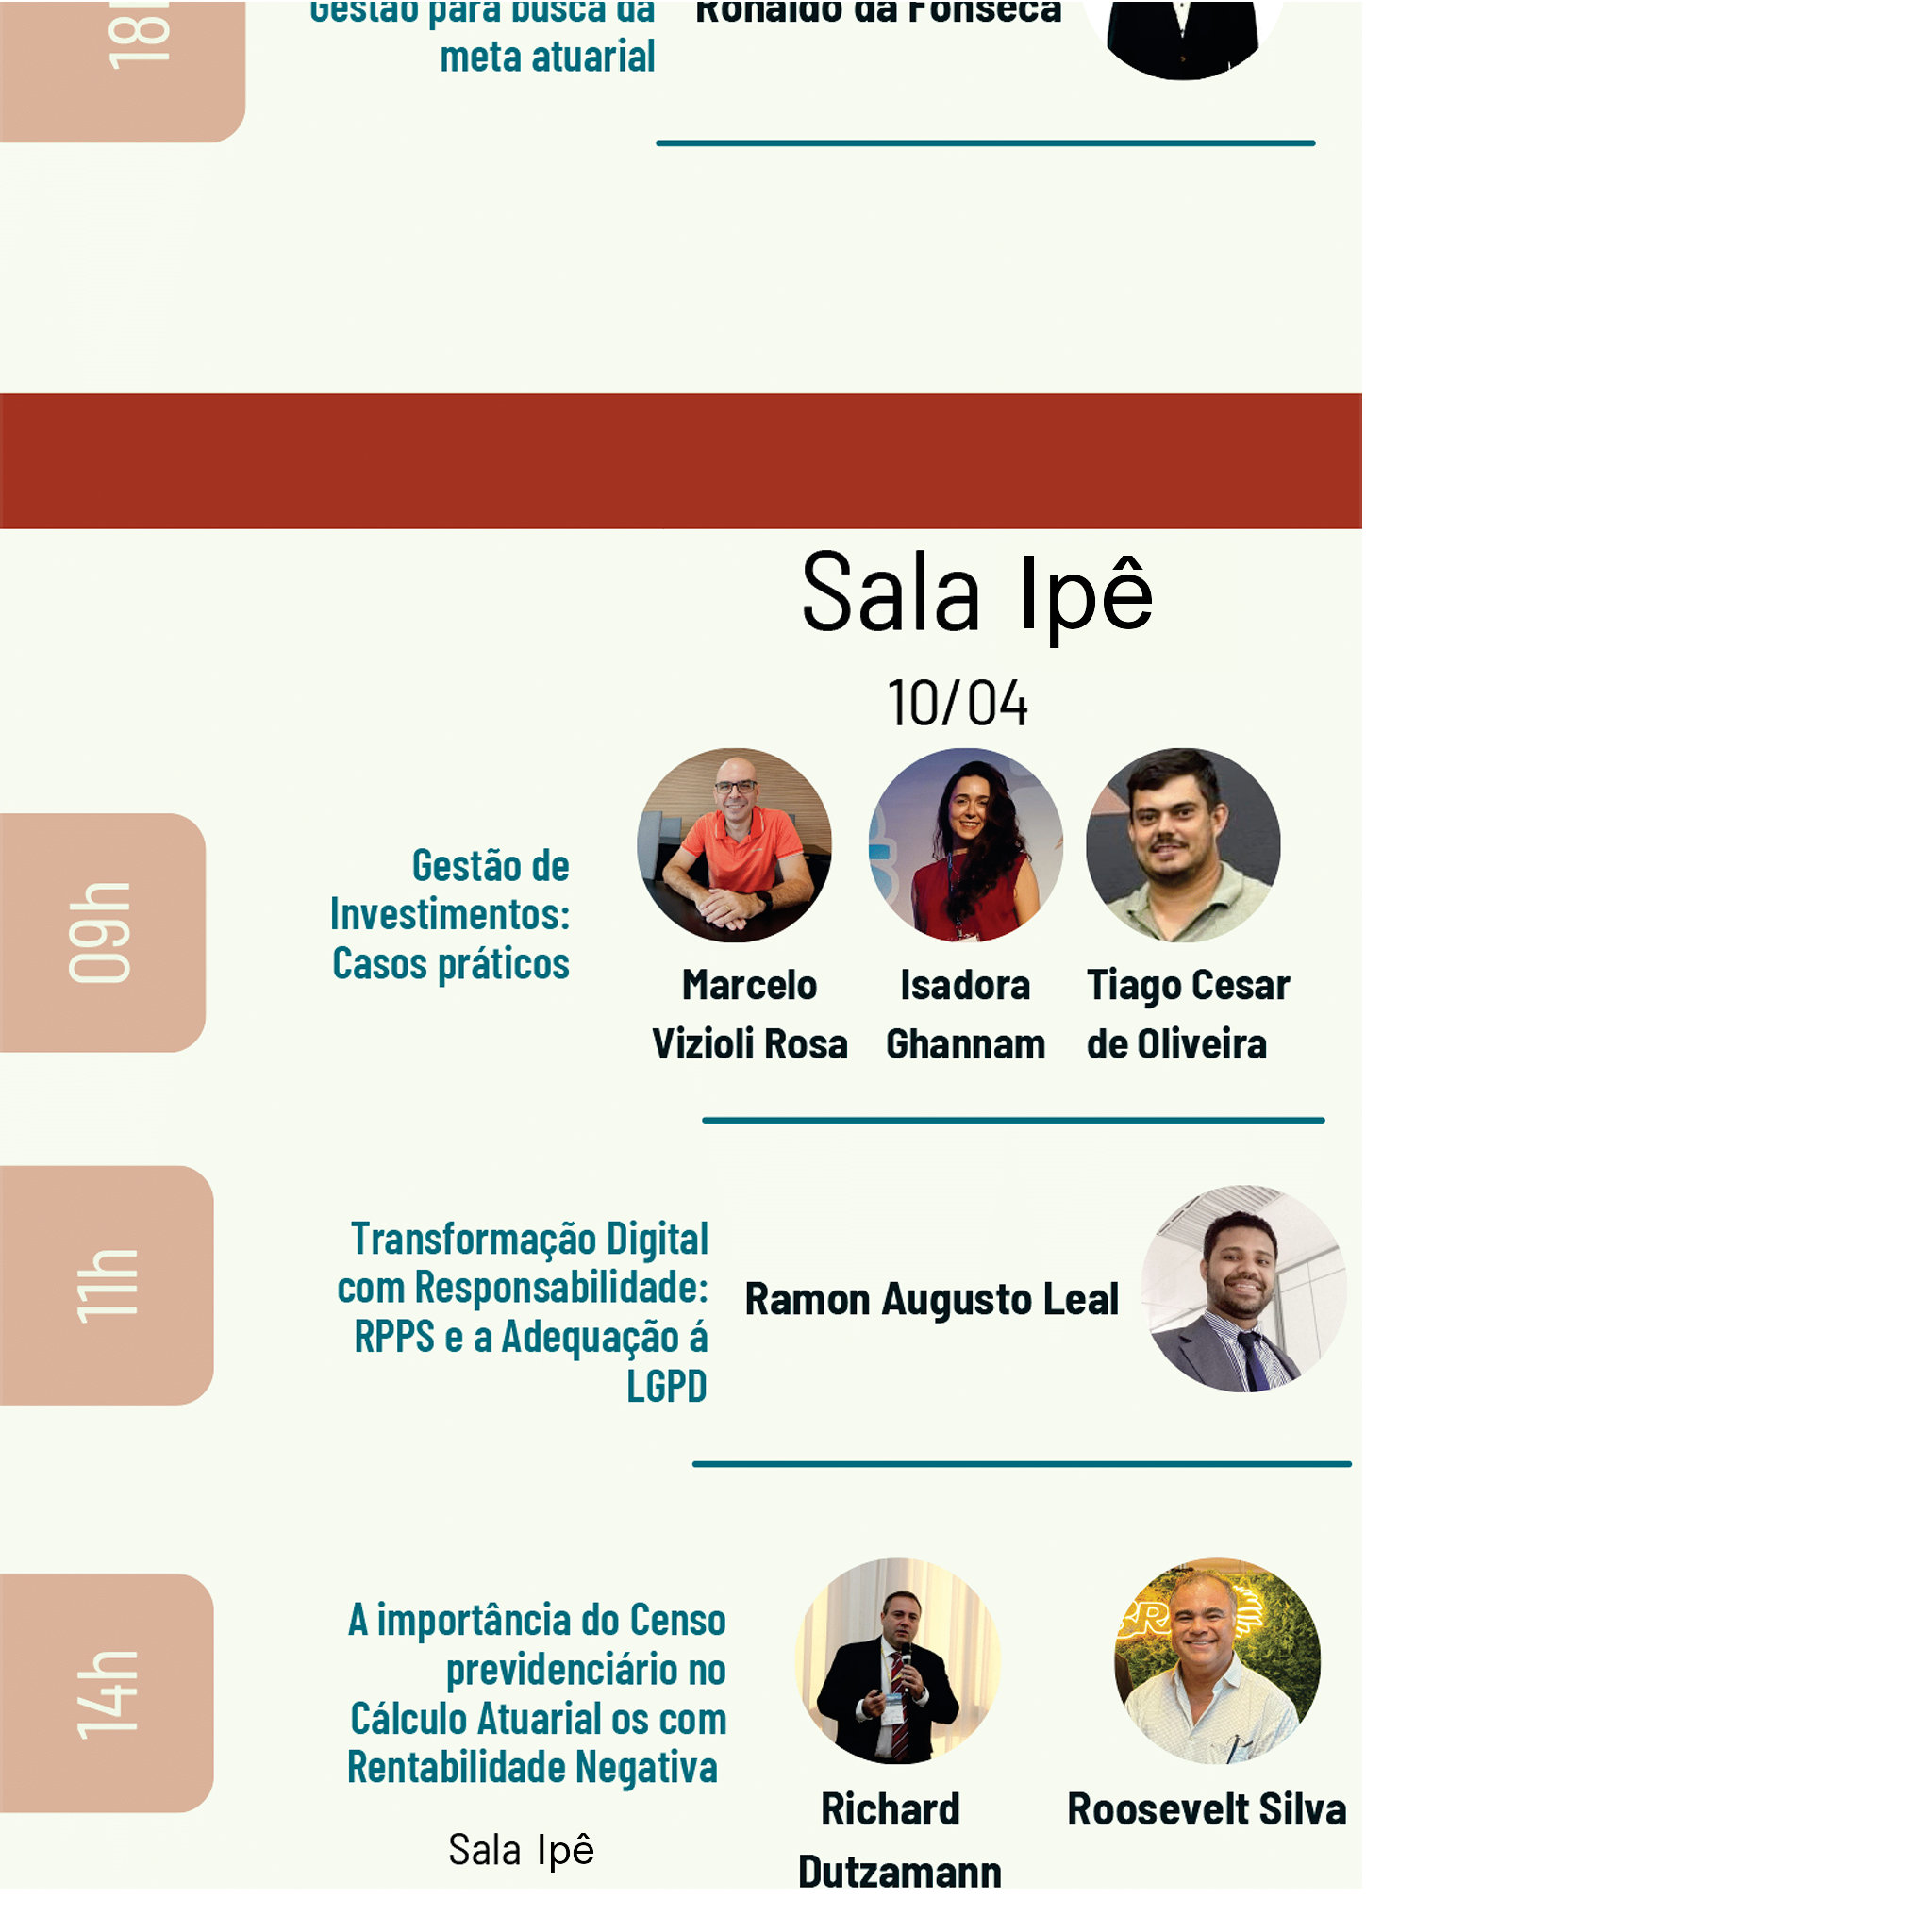 18h
Gestão para busca da
meta atuarial
Ronaldo da Fonseca
Sala Ipê
10/04
09h
Gestão de
Investimentos:
Casos práticos
Marcelo
Vizioli Rosa
Isadora
Ghannam
Tiago Cesar
de Oliveira
11h
Transformação Digital
com Responsabilidade:
RPPS e a Adequação á
LGPD
Ramon Augusto Leal
14h
A importância do Censo
previdenciário no
Cálculo Atuarial os com
Rentabilidade Negativa
Sala Ipê
Richard
Dutzamann
Roosevelt Silva